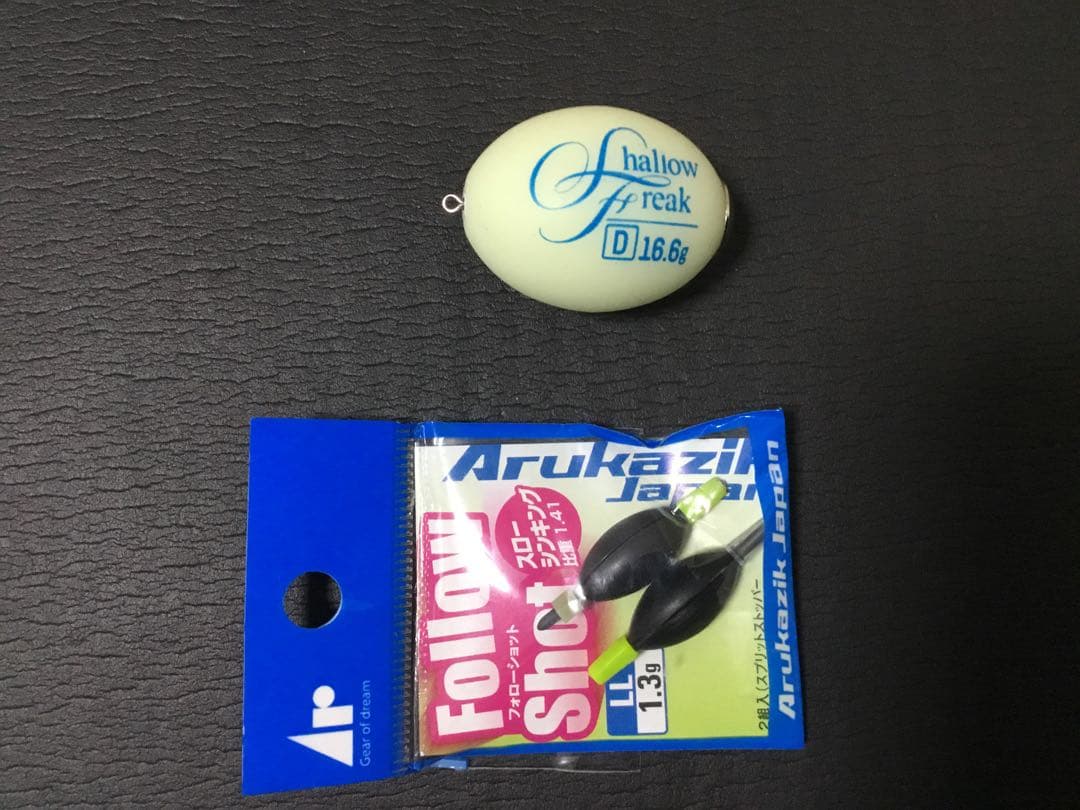 Shallow
Freak
D 16.6g
Arukazik
Japan
スロー
シンキング
比重 1.41
Follow
フォローショット
Shot
LL
1.3g
2組入(スプリットストッパー
Arukazik Japan
Ar
Gear of dream